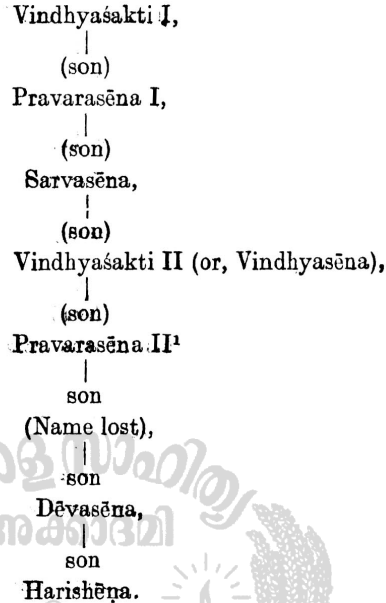 Vindhyaśakti I,
(son)
Pravarasēna I,
(son)
Sarvasēna,
(son)
Vindhyaśakti II (or, Vindhyasēna),
(son)
Pravarasēna II¹
son
(Name lost),
son
Dēvasēna,
son
Harishēṇa.